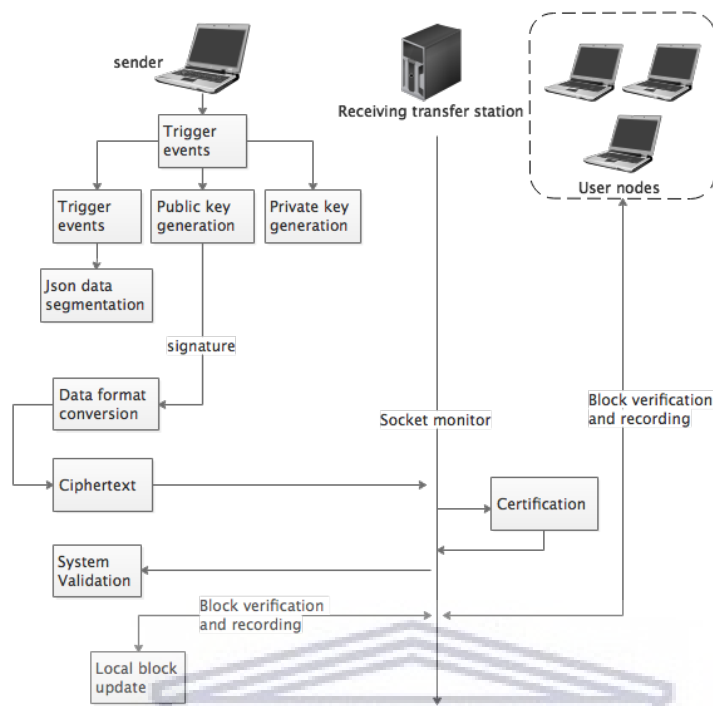 sender
Receiving transfer station
User nodes
Trigger
events
Trigger
events
Public key
generation
Private key
generation
Json data
segmentation
signature
Data format
conversion
Socket monitor
Block verification
and recording
Ciphertext
Certification
System
Validation
Block verification
and recording
Local block
update